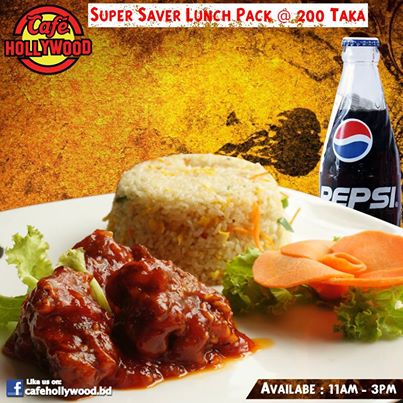 Café
HOLLYWOOD
Super Saver Lunch Pack @ 200 Taka
PEPSI
Like us on:
cafehollywood.bd
Availabe : 11am - 3pm